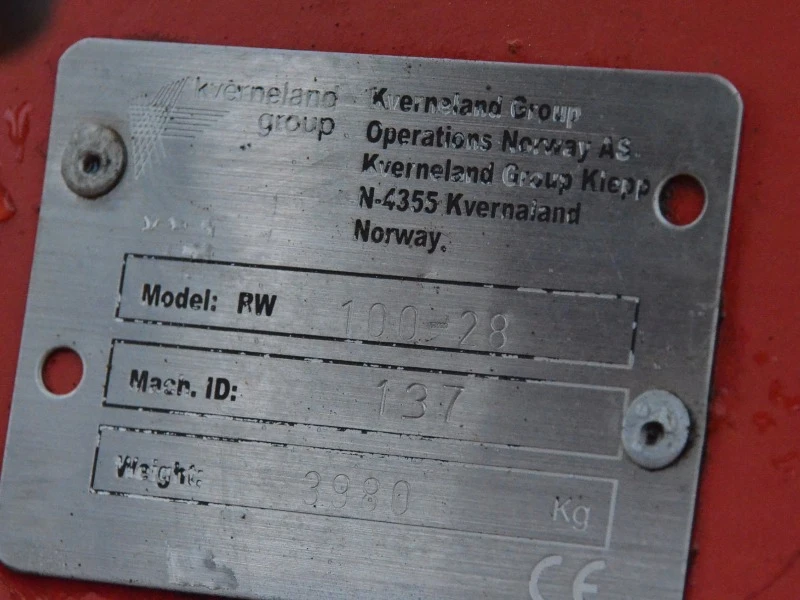 kverneland
group
Kverneland Group
Operations Norway AS
Kverneland Group Klepp
N-4355 Kvernaland
Norway.
Model: RW 100-28
Mach. ID: 137
Weight: 3980 Kg
CE